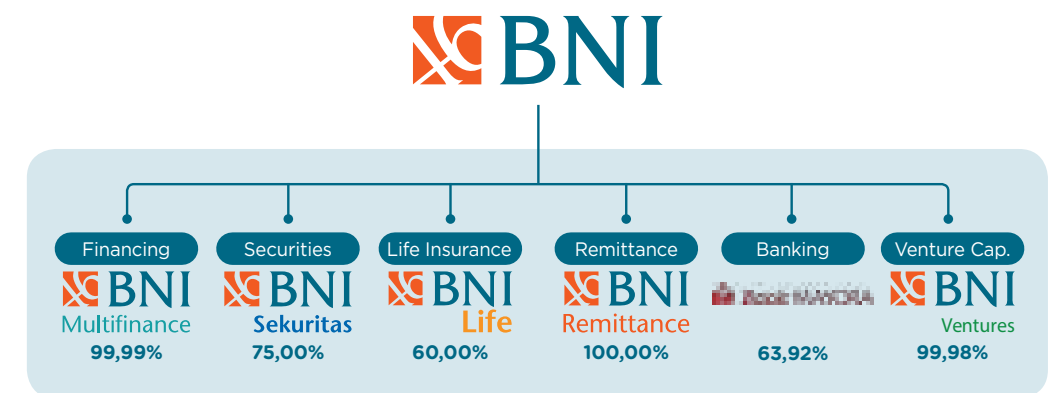 BNI
Financing
Securities
Life Insurance
Remittance
Banking
Venture Cap.
BNI
Multifinance
BNI
Sekuritas
BNI
Life
BNI
Remittance
BNI
Ventures
99,99%
75,00%
60,00%
100,00%
63,92%
99,98%